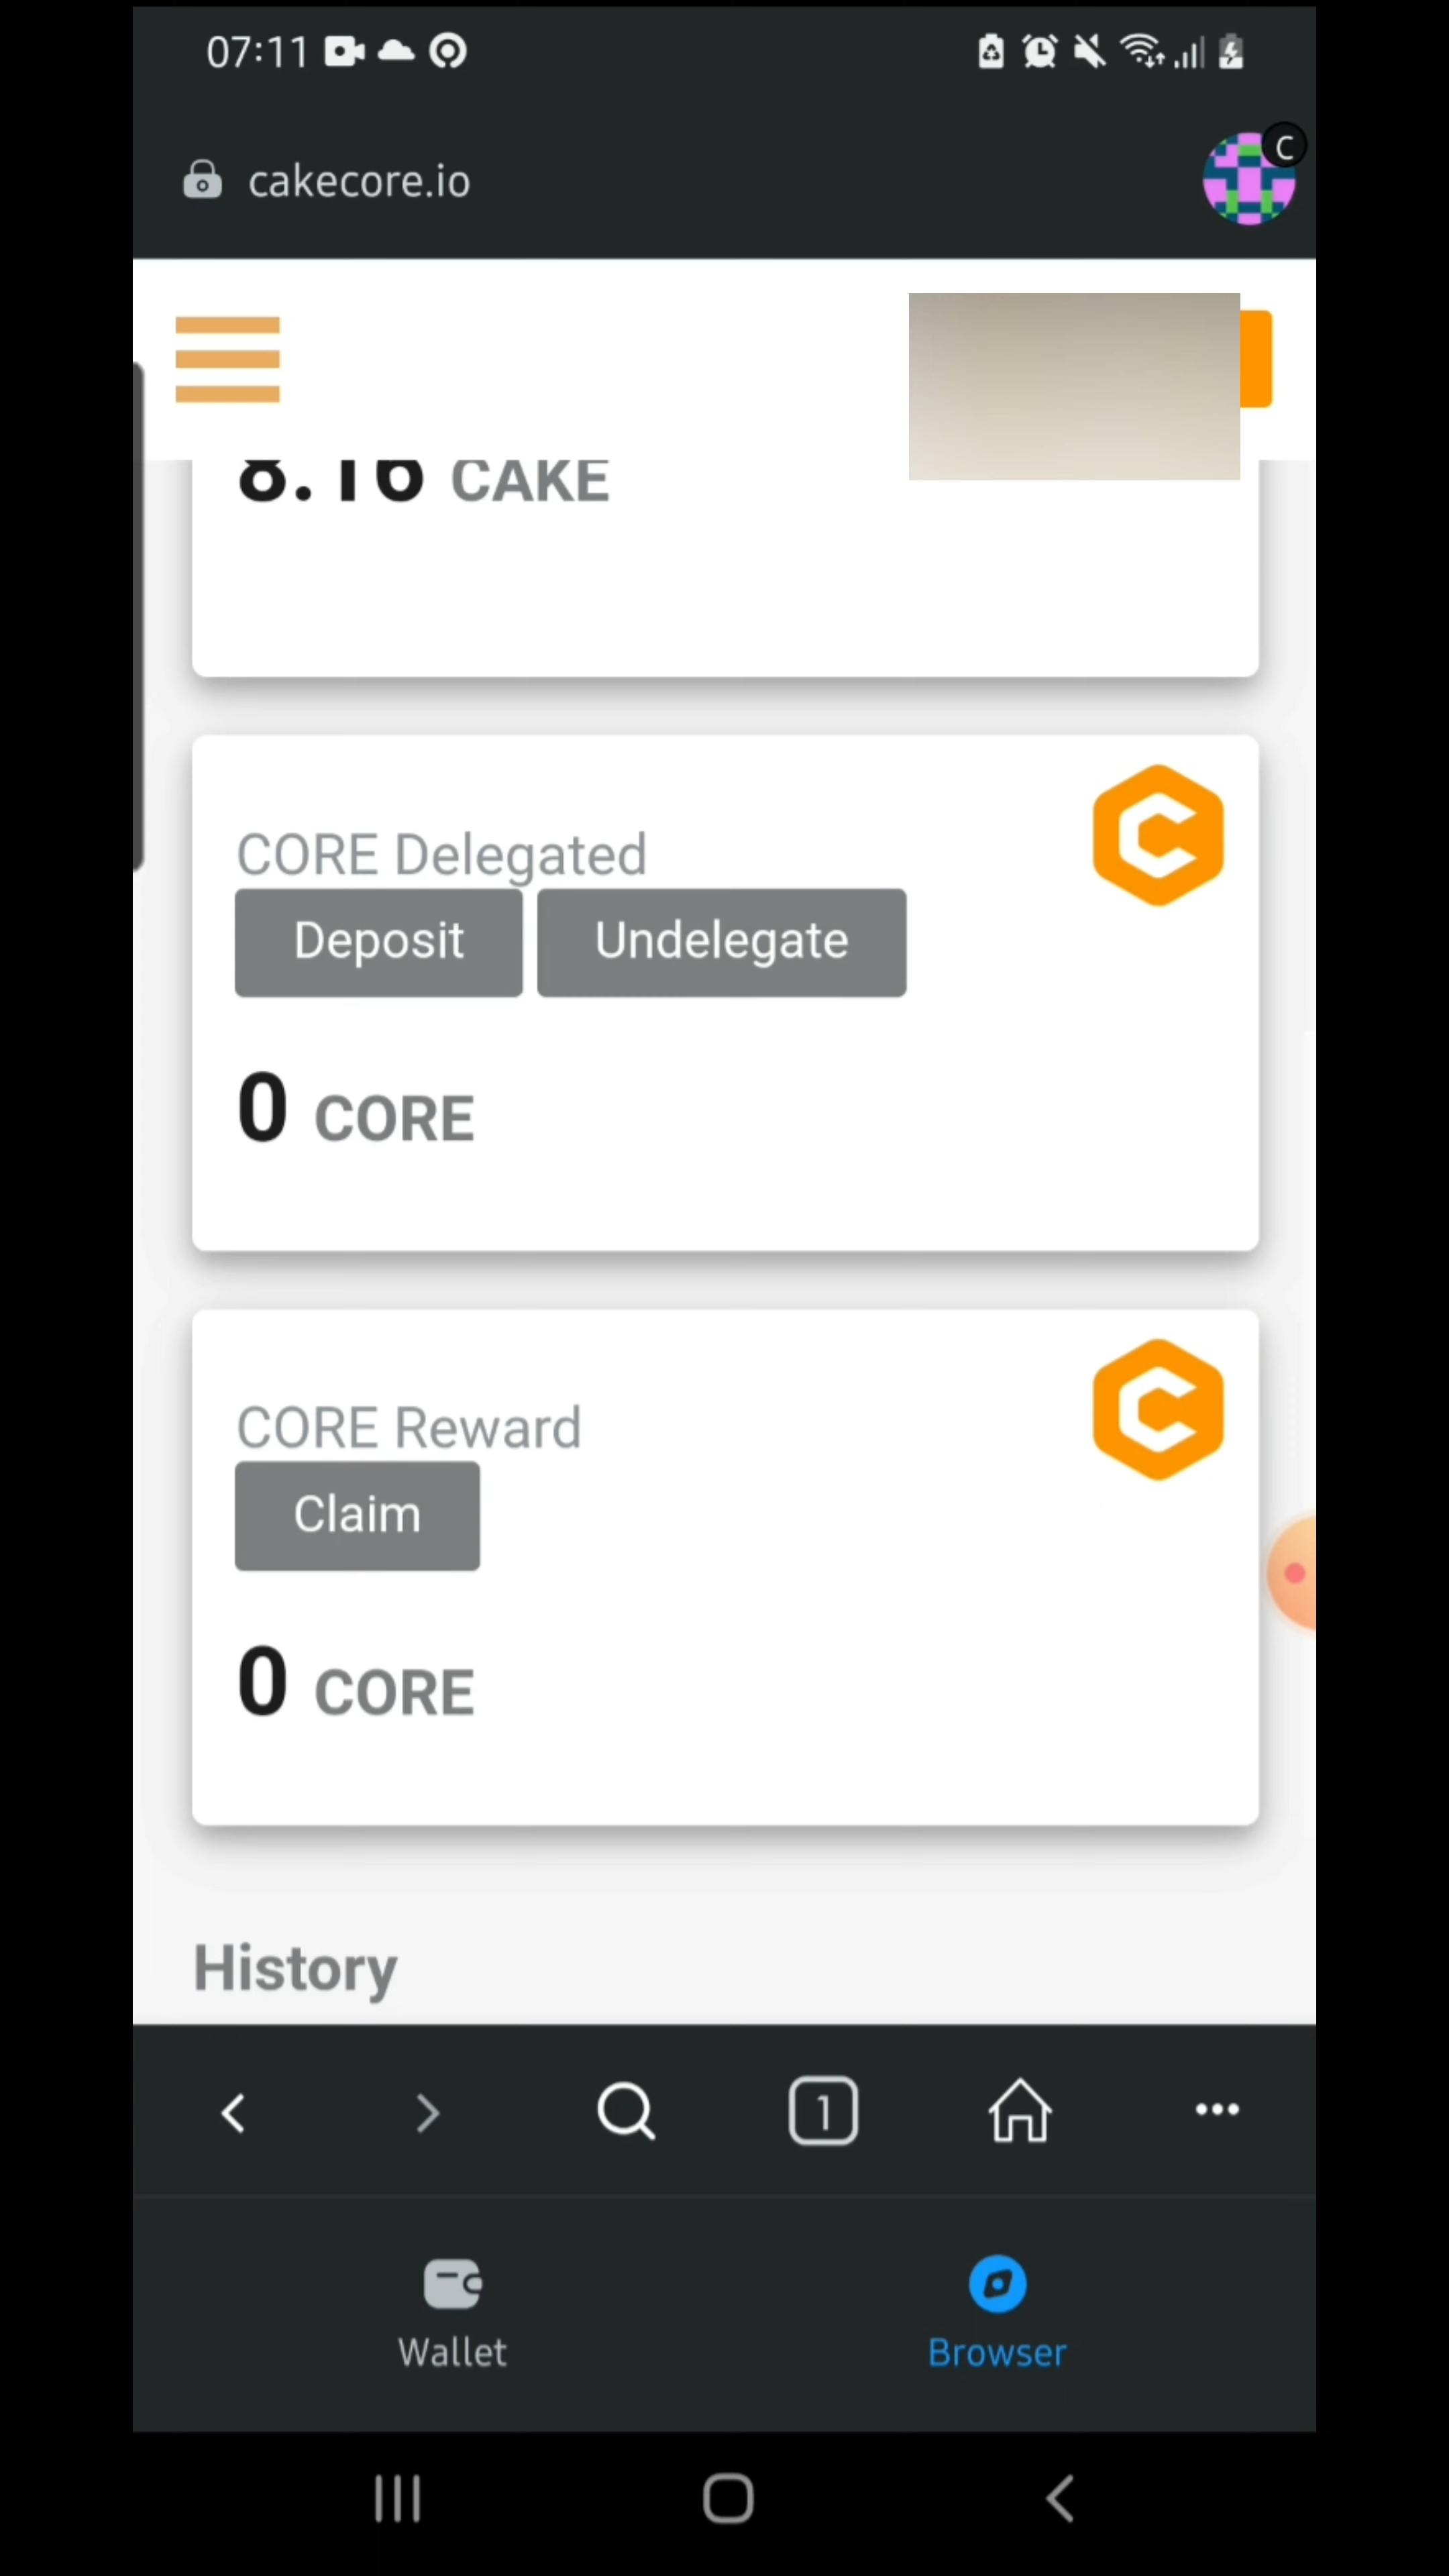 07:11
cakecore.io
C
8.16 CAKE
CORE Delegated
Deposit Undelegate
0 CORE
CORE Reward
Claim
0 CORE
History
1
Wallet Browser